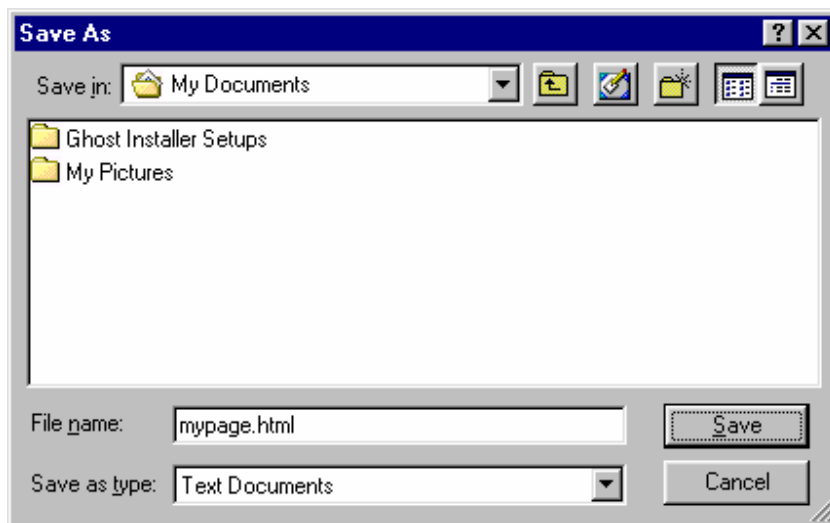 Save As
Save in: My Documents
Ghost Installer Setups
My Pictures
File name: mypage.html Save
Save as type: Text Documents Cancel